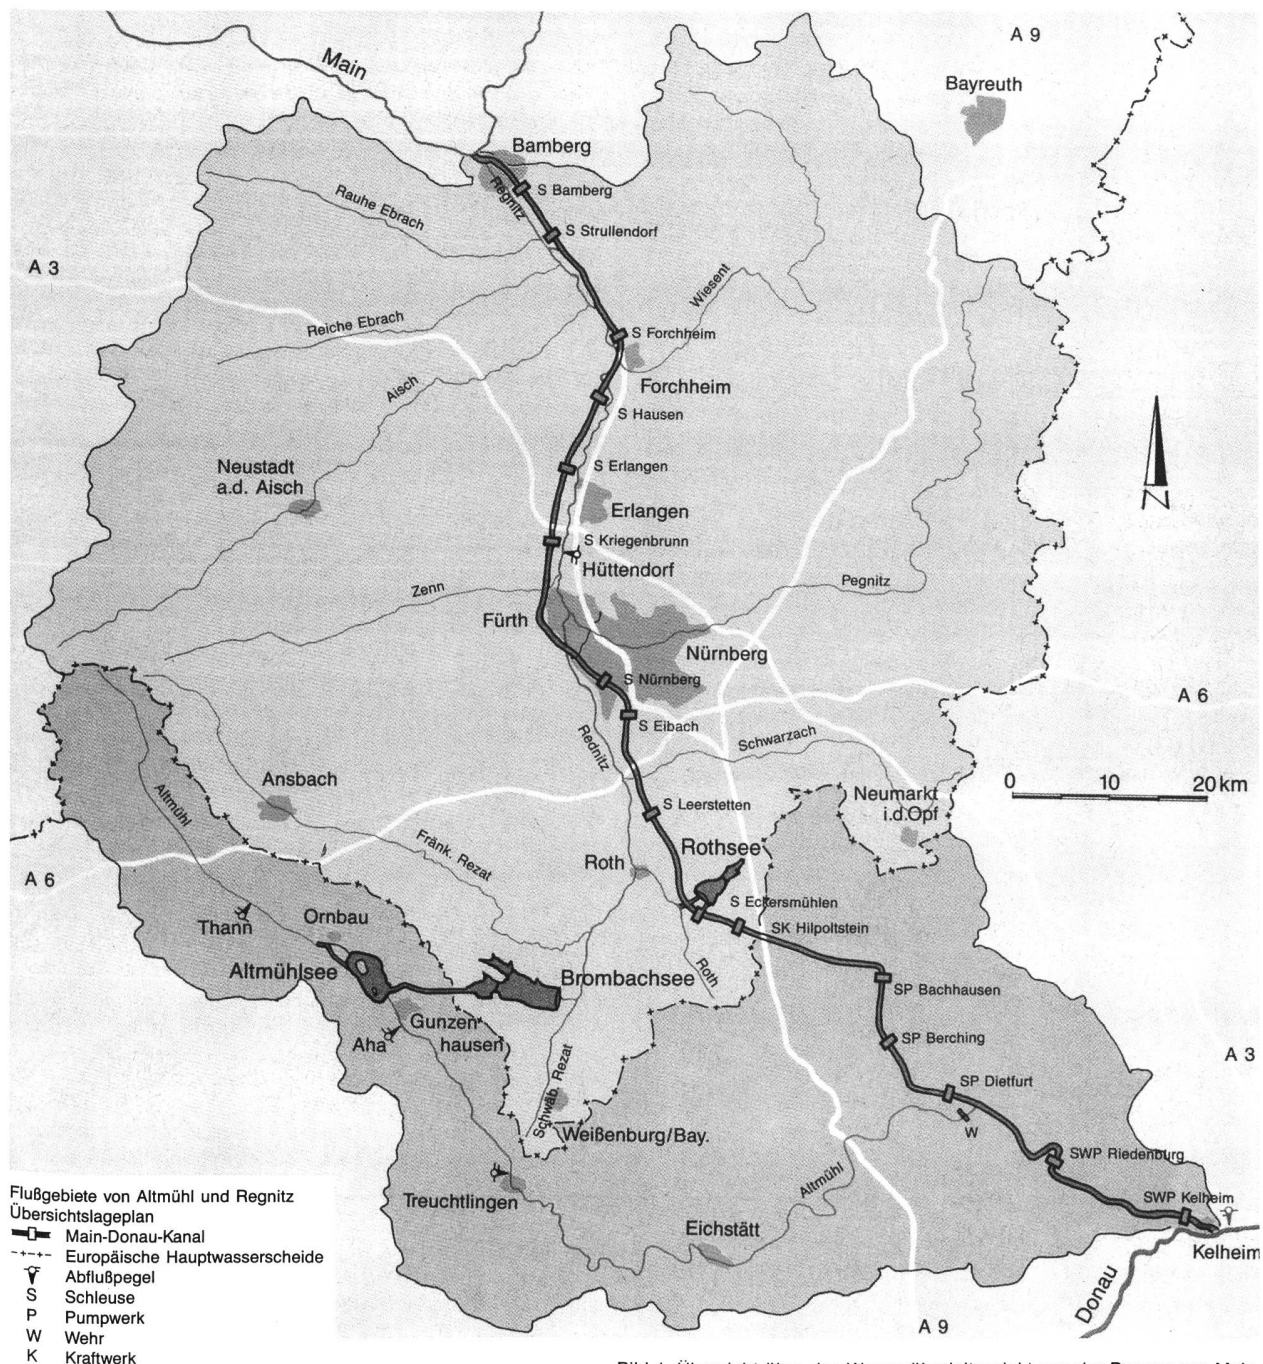 A 9
Main
Bayreuth
Bamberg
Regnitz
S Bamberg
Rauhe Ebrach
S Strullendorf
A 3
Wiesent
Reiche Ebrach
S Forchheim
Aisch
Forchheim
S Hausen
Neustadt
a.d. Aisch
S Erlangen
Erlangen
S Kriegenbrunn
Hüttendorf
Zenn
Pegnitz
Fürth
Nürnberg
S Nürnberg
A 6
S Eibach
Rednitz
Schwarzach
N
0 10 20 km
Ansbach
Altmühl
S Leerstetten
Neumarkt
i.d.Opf
Fränk. Rezat
Rothsee
Roth
A 6
S Eckersmühlen
Thann
Ornbau
SK Hilpoltstein
Altmühlsee
Brombachsee
Roth
SP Bachhausen
Gunzen
hausen
Aha
SP Berching
A 3
Schwäb. Rezat
SP Dietfurt
W
Weißenburg/Bay.
SWP Riedenburg
Altmühl
Treuchtlingen
SWP Kelheim
Eichstätt
Kelheim
Donau
A 9
Flußgebiete von Altmühl und Regnitz
Übersichtslageplan
Main-Donau-Kanal
Europäische Hauptwasserscheide
Abflußpegel
S Schleuse
P Pumpwerk
W Wehr
K Kraftwerk